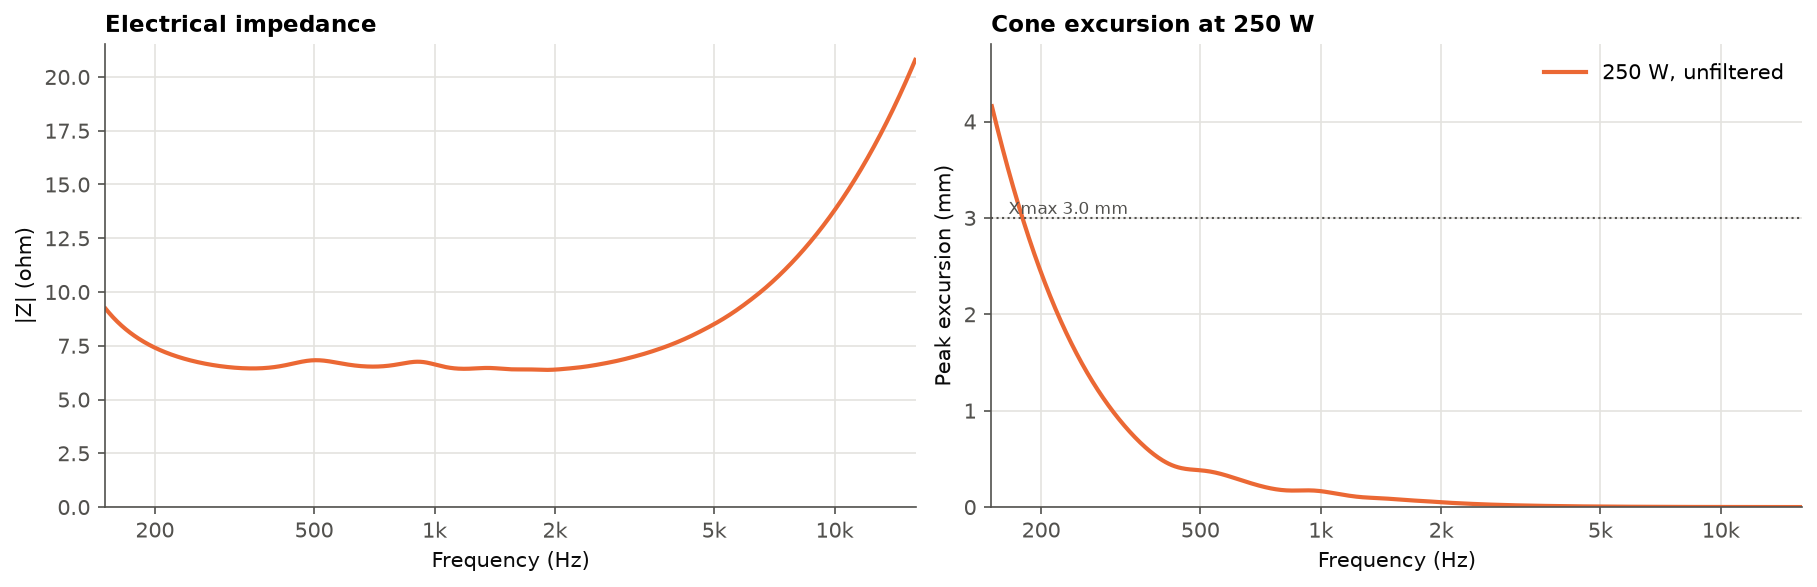 Electrical impedance
|Z| (ohm)
20.0
17.5
15.0
12.5
10.0
7.5
5.0
2.5
0.0
200
500
1k
2k
5k
10k
Frequency (Hz)
Cone excursion at 250 W
250 W, unfiltered
Peak excursion (mm)
4
3
2
1
0
Xmax 3.0 mm
200
500
1k
2k
5k
10k
Frequency (Hz)